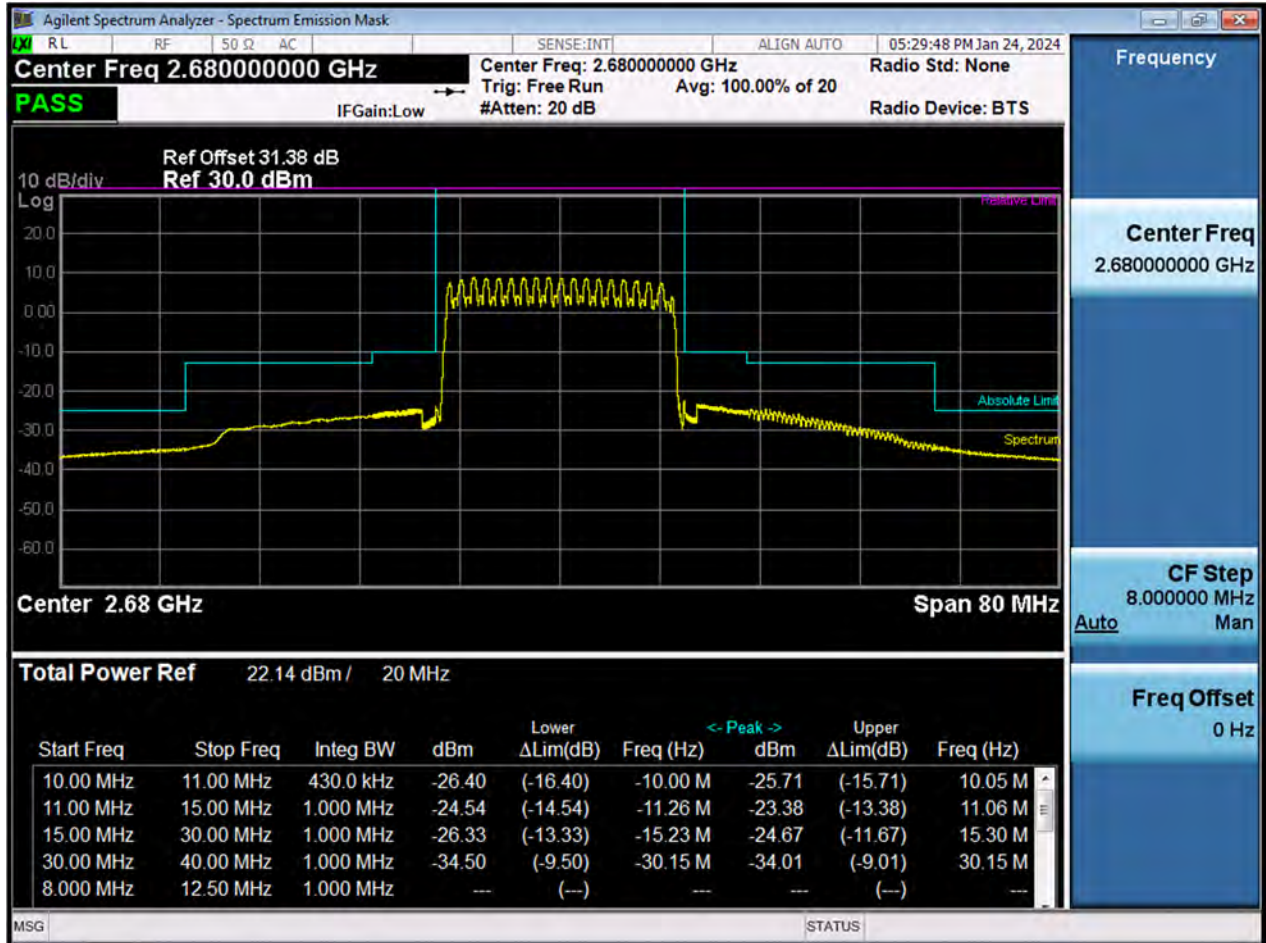 Agilent Spectrum Analyzer - Spectrum Emission Mask
LXI RL RF 50 Ω AC SENSE:INT ALIGN AUTO 05:29:48 PM Jan 24, 2024
Center Freq 2.680000000 GHz
Center Freq: 2.680000000 GHz
Radio Std: None
Trig: Free Run Avg: 100.00% of 20
PASS
IFGain:Low
#Atten: 20 dB
Radio Device: BTS
Ref Offset 31.38 dB
10 dB/div Ref 30.0 dBm
Log
Relative Limit
20.0
10.0
0.00
-10.0
-20.0
Absolute Limit
-30.0
Spectrum
-40.0
-50.0
-60.0
Center 2.68 GHz Span 80 MHz
Total Power Ref 22.14 dBm / 20 MHz
Lower <- Peak -> Upper
Start Freq Stop Freq Integ BW dBm ΔLim(dB) Freq (Hz) dBm ΔLim(dB) Freq (Hz)
10.00 MHz 11.00 MHz 430.0 kHz -26.40 (-16.40) -10.00 M -25.71 (-15.71) 10.05 M
11.00 MHz 15.00 MHz 1.000 MHz -24.54 (-14.54) -11.26 M -23.38 (-13.38) 11.06 M
15.00 MHz 30.00 MHz 1.000 MHz -26.33 (-13.33) -15.23 M -24.67 (-11.67) 15.30 M
30.00 MHz 40.00 MHz 1.000 MHz -34.50 (-9.50) -30.15 M -34.01 (-9.01) 30.15 M
8.000 MHz 12.50 MHz 1.000 MHz --- (---) --- --- (---) ---
MSG STATUS
Frequency
Center Freq
2.680000000 GHz
CF Step
8.000000 MHz
Auto Man
Freq Offset
0 Hz